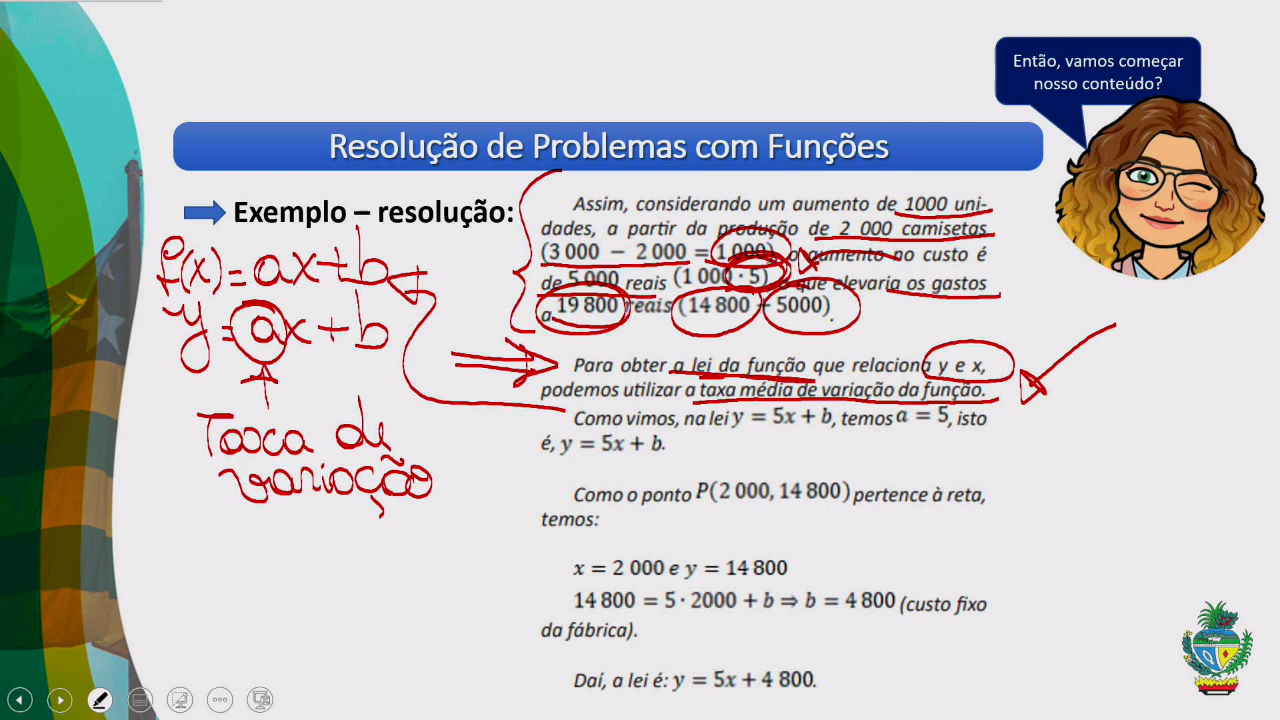 Então, vamos começar
nosso conteúdo?
Resolução de Problemas com Funções
Exemplo – resolução:
f(x) = ax + b
y = ax + b
Taxa de
variação
Assim, considerando um aumento de 1000 uni-
dades, a partir da produção de 2 000 camisetas
(3 000 − 2 000 = 1 000), o aumento no custo é
de 5 000 reais (1 000 · 5) o que elevaria os gastos
a 19 800 reais (14 800 + 5000).
Para obter a lei da função que relaciona y e x,
podemos utilizar a taxa média de variação da função.
Como vimos, na lei y = 5x + b, temos a = 5, isto
é, y = 5x + b.
Como o ponto P(2 000, 14 800) pertence à reta,
temos:
x = 2 000 e y = 14 800
14 800 = 5 · 2000 + b ⇒ b = 4 800 (custo fixo
da fábrica).
Daí, a lei é: y = 5x + 4 800.